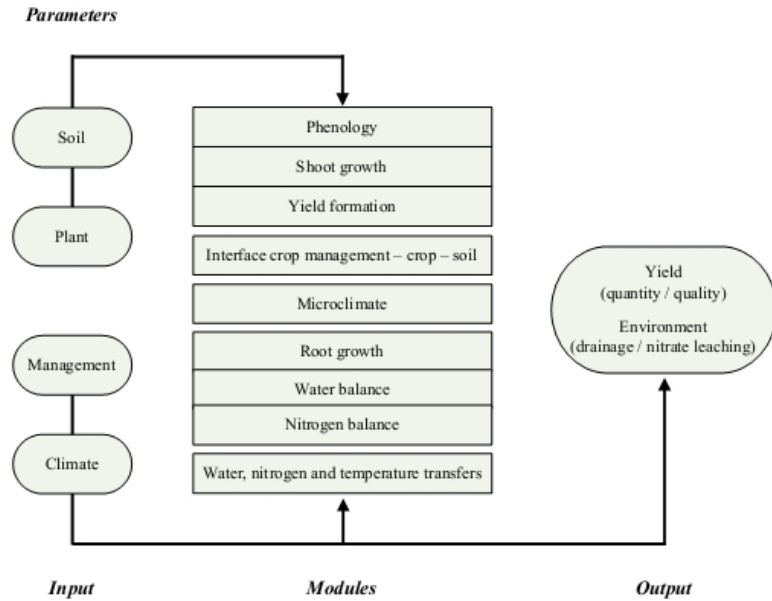 Parameters
Soil
Plant
Management
Climate
Phenology
Shoot growth
Yield formation
Interface crop management – crop – soil
Microclimate
Root growth
Water balance
Nitrogen balance
Water, nitrogen and temperature transfers
Yield
(quantity / quality)
Environment
(drainage / nitrate leaching)
Input
Modules
Output